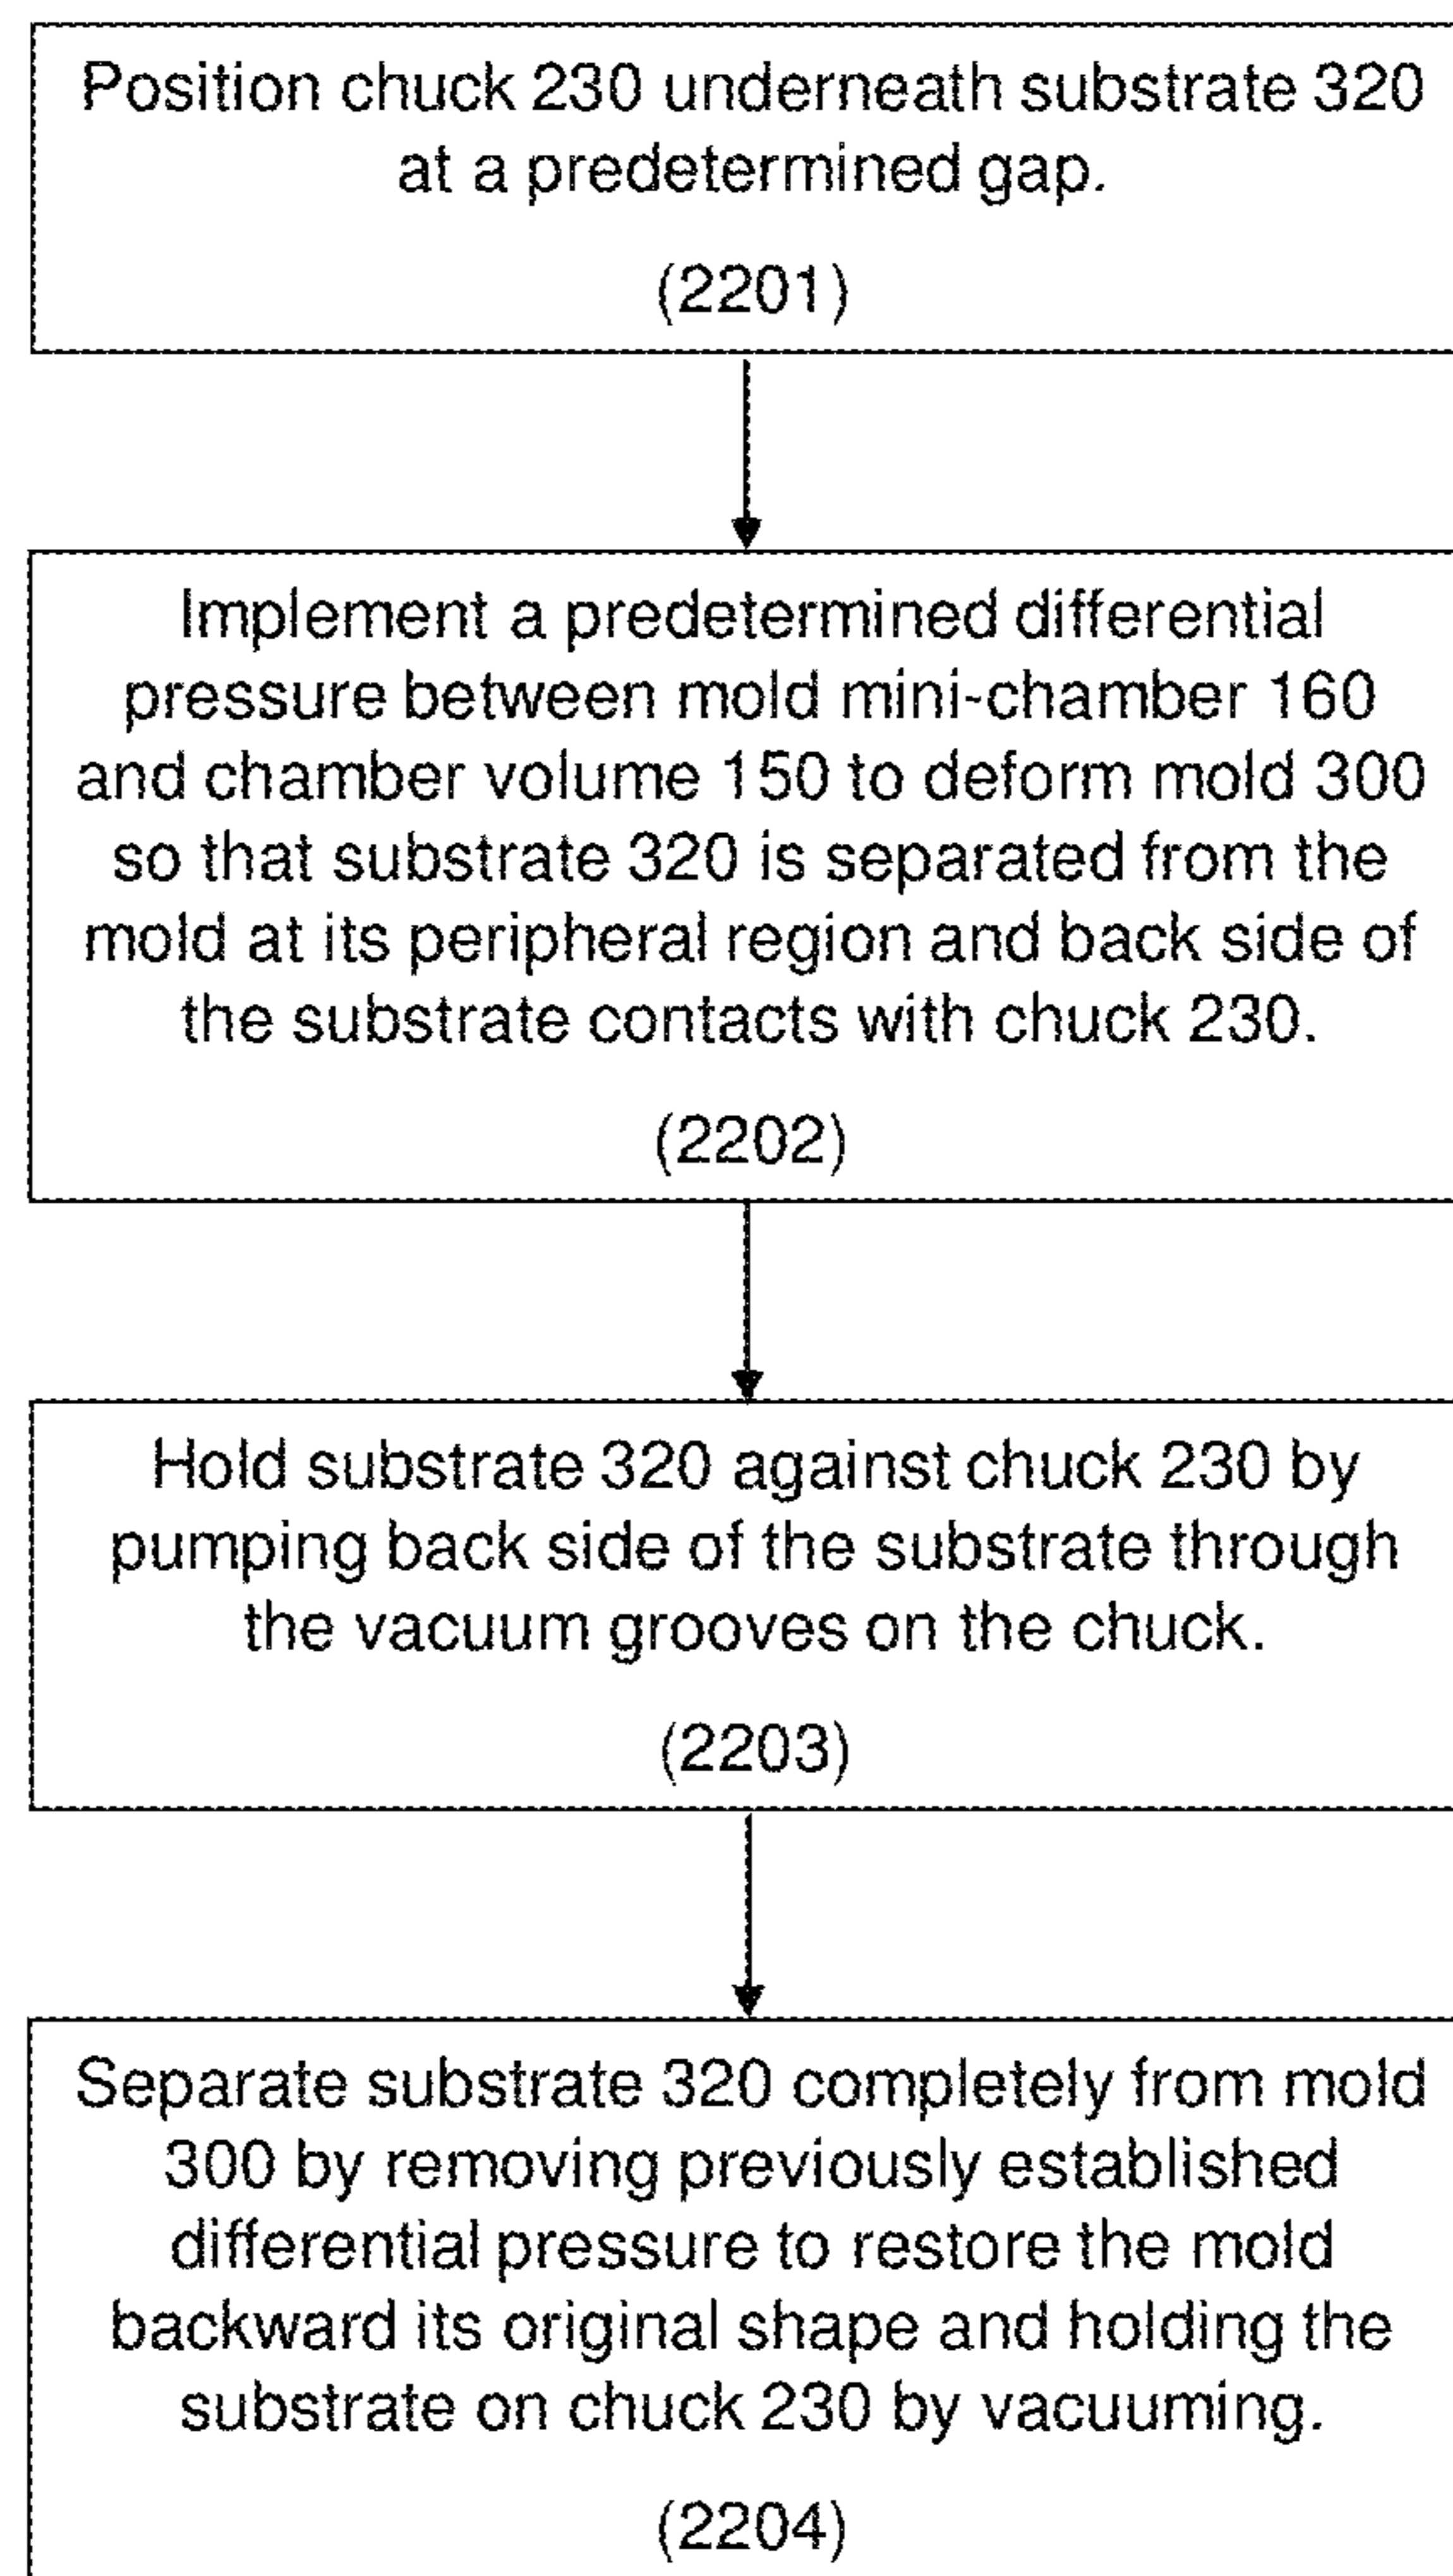 Position chuck 230 underneath substrate 320
at a predetermined gap.
(2201)
Implement a predetermined differential
pressure between mold mini-chamber 160
and chamber volume 150 to deform mold 300
so that substrate 320 is separated from the
mold at its peripheral region and back side of
the substrate contacts with chuck 230.
(2202)
Hold substrate 320 against chuck 230 by
pumping back side of the substrate through
the vacuum grooves on the chuck.
(2203)
Separate substrate 320 completely from mold
300 by removing previously established
differential pressure to restore the mold
backward its original shape and holding the
substrate on chuck 230 by vacuuming.
(2204)